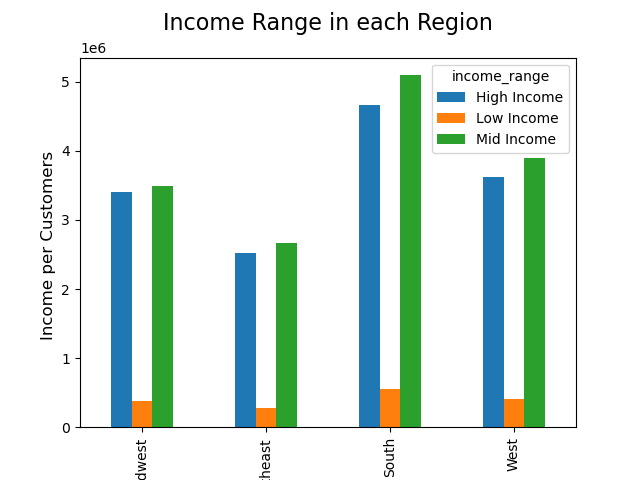 Income Range in each Region
1e6
income_range
High Income
Low Income
Mid Income
Income per Customers
5
4
3
2
1
0
dwest
theast
South
West